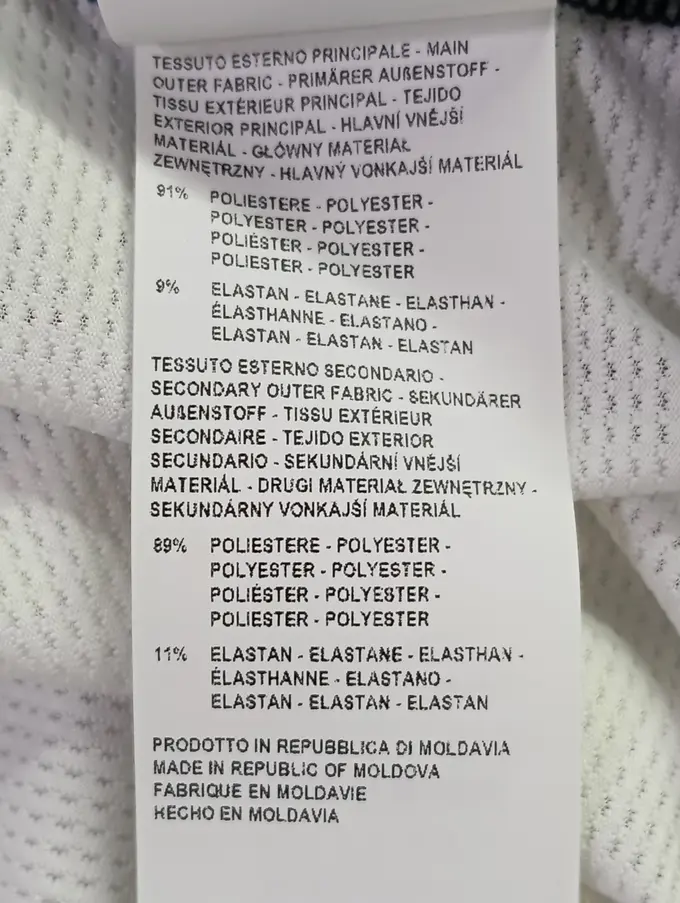 TESSUTO ESTERNO PRINCIPALE - MAIN
OUTER FABRIC - PRIMÄRER AUßENSTOFF -
TISSU EXTÉRIEUR PRINCIPAL - TEJIDO
EXTERIOR PRINCIPAL - HLAVNÍ VNĚJŠÍ
MATERIÁL - GŁÓWNY MATERIAŁ
ZEWNĘTRZNY - HLAVNÝ VONKAJŠÍ MATERIÁL
91% POLIESTERE - POLYESTER -
POLYESTER - POLYESTER -
POLIÉSTER - POLYESTER -
POLIESTER - POLYESTER
9% ELASTAN - ELASTANE - ELASTHAN -
ÉLASTHANNE - ELASTANO -
ELASTAN - ELASTAN - ELASTAN
TESSUTO ESTERNO SECONDARIO -
SECONDARY OUTER FABRIC - SEKUNDÄRER
AUßENSTOFF - TISSU EXTÉRIEUR
SECONDAIRE - TEJIDO EXTERIOR
SECUNDARIO - SEKUNDÁRNÍ VNĚJŠÍ
MATERIÁL - DRUGI MATERIAŁ ZEWNĘTRZNY -
SEKUNDÁRNY VONKAJŠÍ MATERIÁL
89% POLIESTERE - POLYESTER -
POLYESTER - POLYESTER -
POLIÉSTER - POLYESTER -
POLIESTER - POLYESTER
11% ELASTAN - ELASTANE - ELASTHAN -
ÉLASTHANNE - ELASTANO -
ELASTAN - ELASTAN - ELASTAN
PRODOTTO IN REPUBBLICA DI MOLDAVIA
MADE IN REPUBLIC OF MOLDOVA
FABRIQUE EN MOLDAVIE
HECHO EN MOLDAVIA